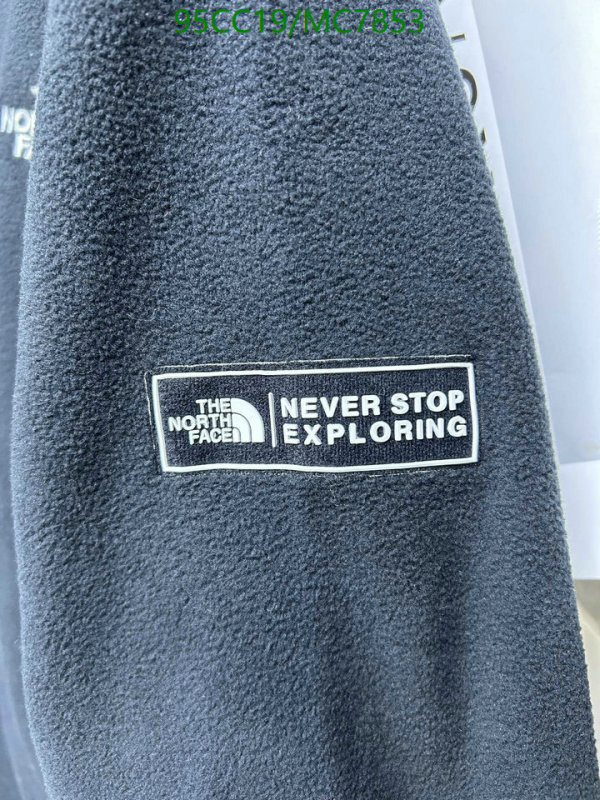 95CC19/MC7853
THE
NORTH
FACE
NEVER STOP
EXPLORING